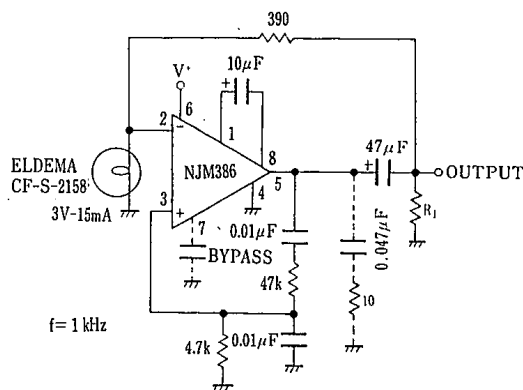 390
V+
10μF
+
6
2
−
1
47μF
+
ELDEMA
CF-S-2158
3V-15mA
NJM386
8
5
OUTPUT
3
+
4
7
0.01μF
RL
0.047μF
BYPASS
47k
10
f= 1 kHz
4.7k
0.01μF